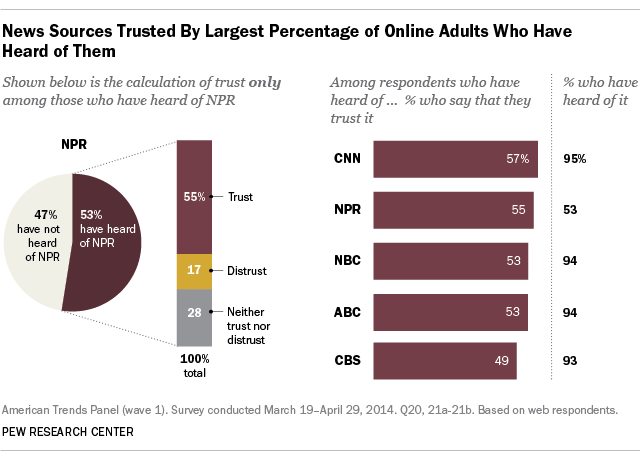 News Sources Trusted By Largest Percentage of Online Adults Who Have
Heard of Them
Shown below is the calculation of trust only
among those who have heard of NPR
NPR
47%
have not
heard
of NPR
53%
have heard
of NPR
55%
Trust
17
Distrust
28
Neither
trust nor
distrust
100%
total
Among respondents who have
heard of ... % who say that they
trust it
% who have
heard of it
CNN 57% 95%
NPR 55 53
NBC 53 94
ABC 53 94
CBS 49 93
American Trends Panel (wave 1). Survey conducted March 19–April 29, 2014. Q20, 21a-21b. Based on web respondents.
PEW RESEARCH CENTER